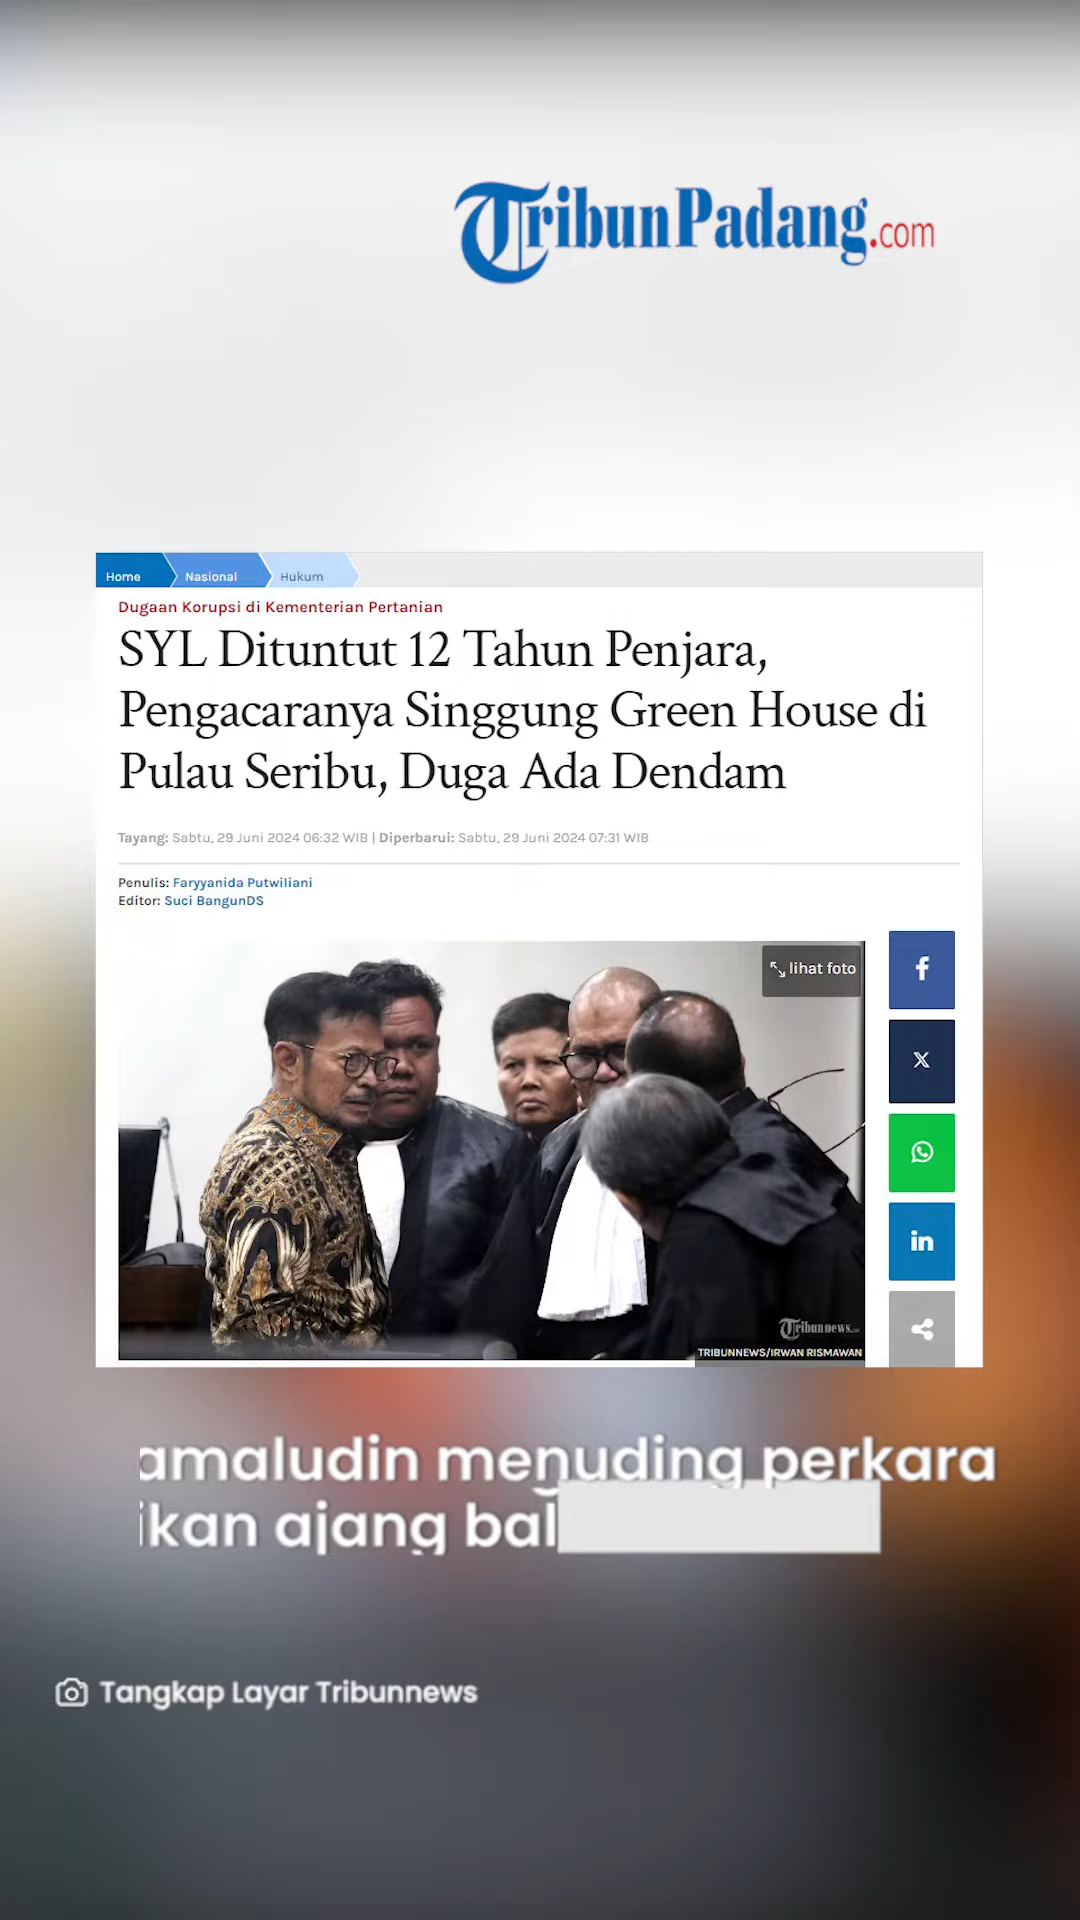 TribunPadang.com
Home Nasional Hukum
Dugaan Korupsi di Kementerian Pertanian
SYL Dituntut 12 Tahun Penjara,
Pengacaranya Singgung Green House di
Pulau Seribu, Duga Ada Dendam
Tayang: Sabtu, 29 Juni 2024 06:32 WIB | Diperbarui: Sabtu, 29 Juni 2024 07:31 WIB
Penulis: Faryyanida Putwiliani
Editor: Suci BangunDS
lihat foto
f
X
in
Tribunnews.com
TRIBUNNEWS/IRWAN RISMAWAN
amaludin menuding perkara
ikan ajang bal
Tangkap Layar Tribunnews